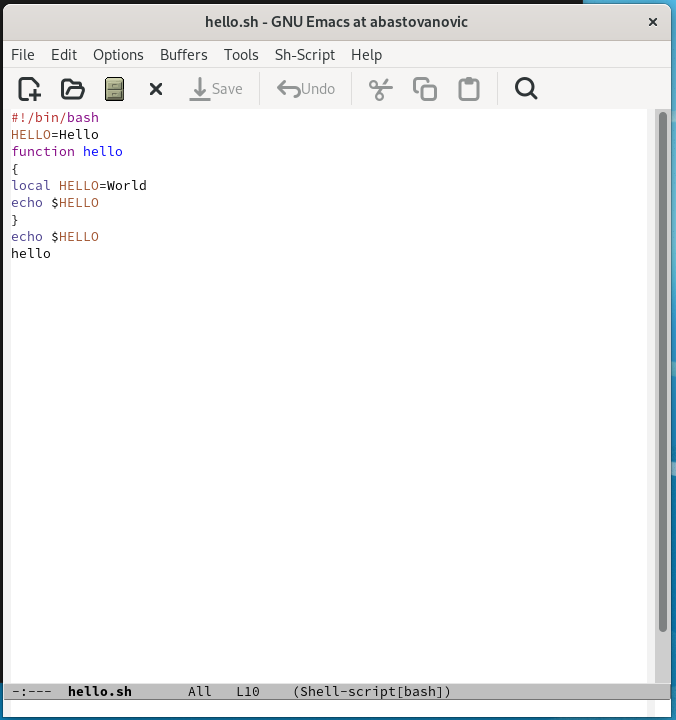 hello.sh - GNU Emacs at abastovanovic
File Edit Options Buffers Tools Sh-Script Help
Save Undo
#!/bin/bash
HELLO=Hello
function hello
{
local HELLO=World
echo $HELLO
}
echo $HELLO
hello
-:--- hello.sh All L10 (Shell-script[bash])